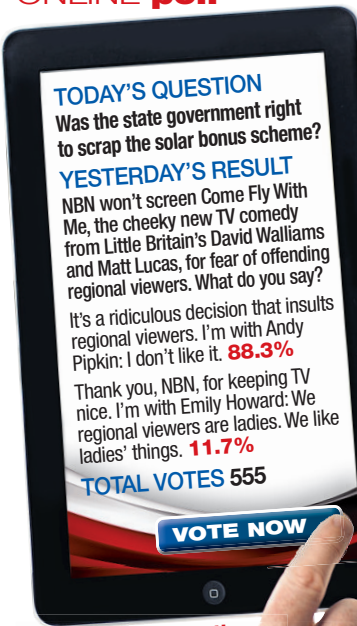 ONLINE poll
TODAY'S QUESTION
Was the state government right
to scrap the solar bonus scheme?
YESTERDAY'S RESULT
NBN won't screen Come Fly With
Me, the cheeky new TV comedy
from Little Britain's David Walliams
and Matt Lucas, for fear of offending
regional viewers. What do you say?
It's a ridiculous decision that insults
regional viewers. I'm with Andy
Pipkin: I don't like it. 88.3%
Thank you, NBN, for keeping TV
nice. I'm with Emily Howard: We
regional viewers are ladies. We like
ladies' things. 11.7%
TOTAL VOTES 555
VOTE NOW